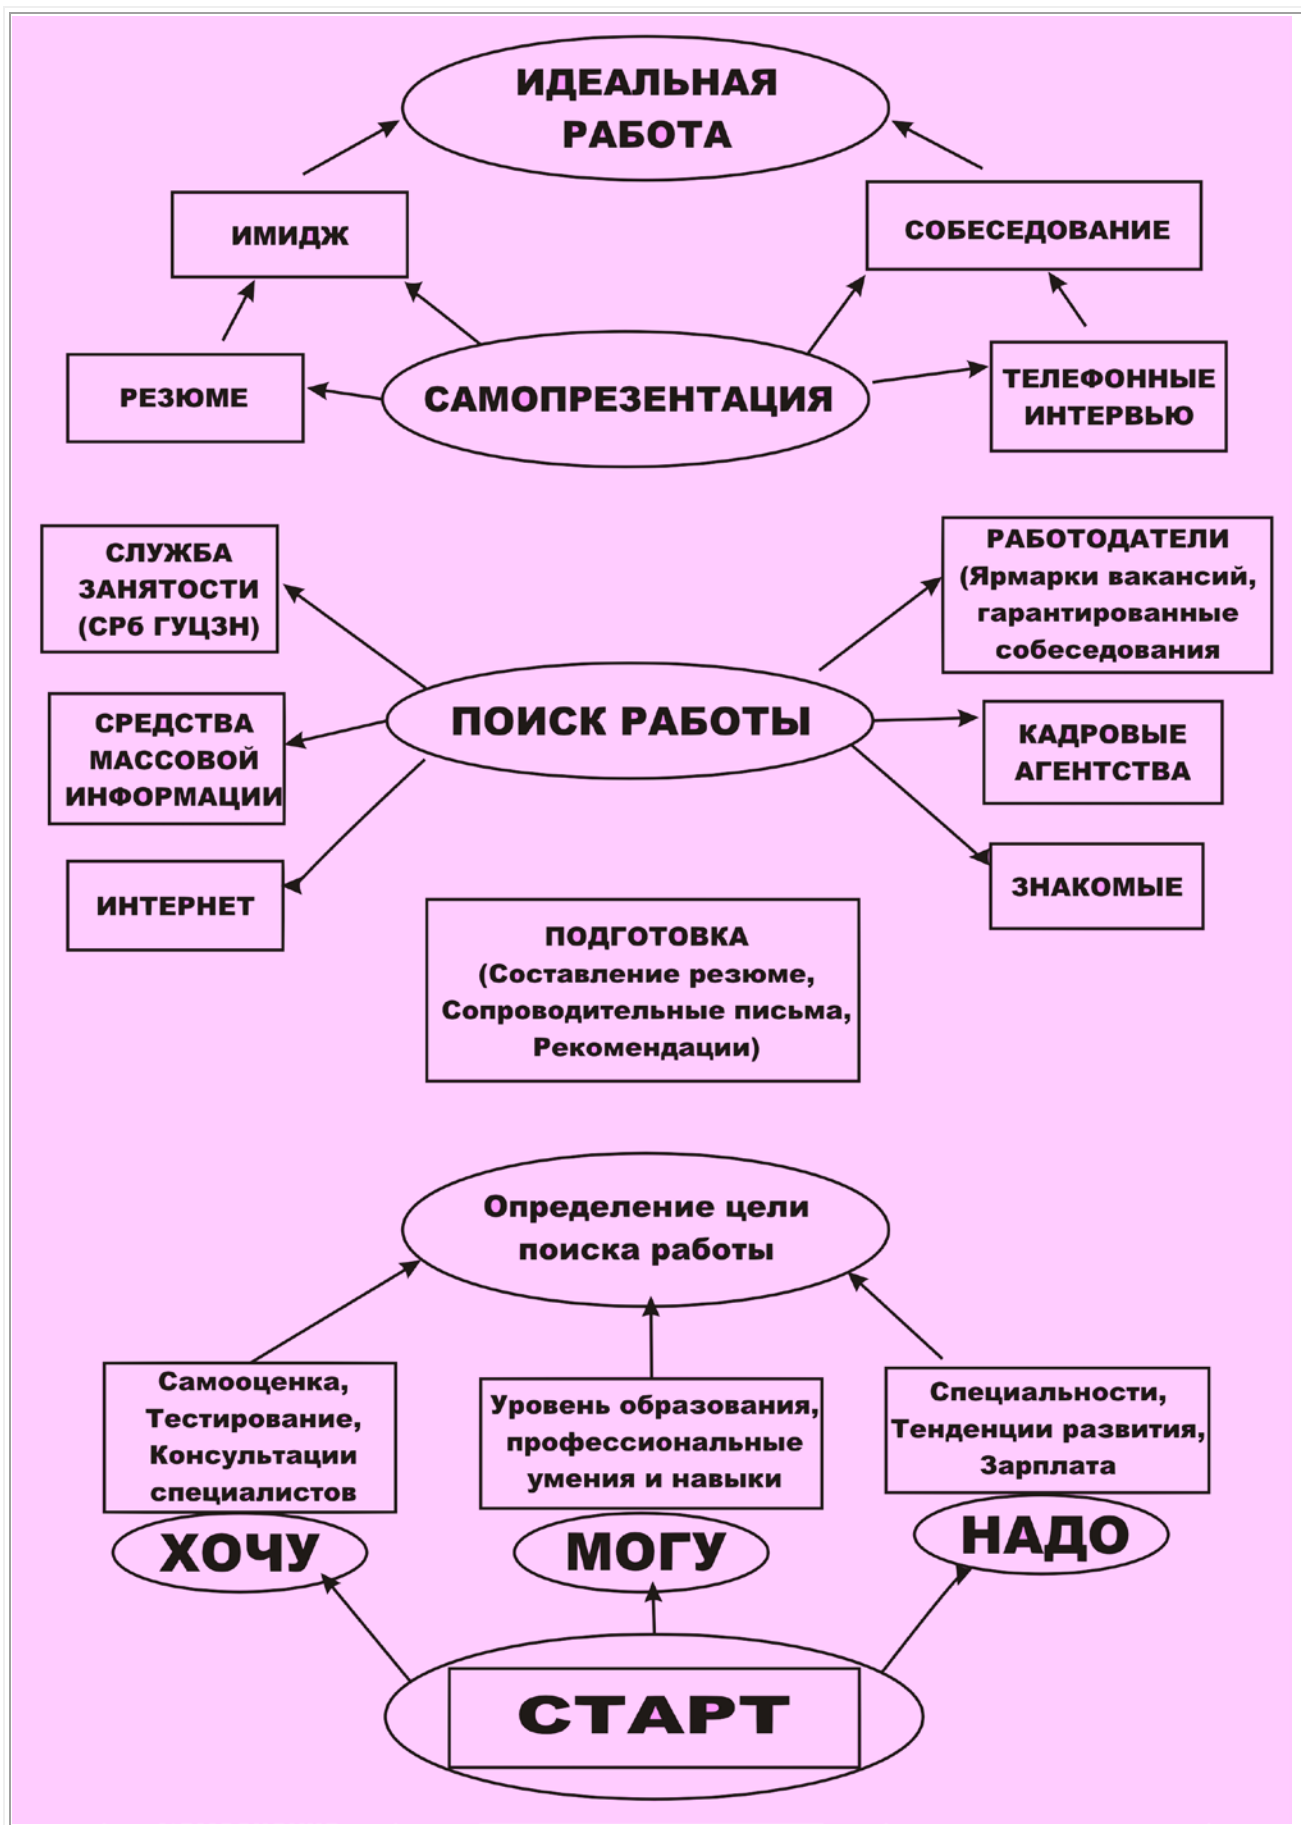 ИДЕАЛЬНАЯ
РАБОТА
ИМИДЖ
СОБЕСЕДОВАНИЕ
РЕЗЮМЕ
САМОПРЕЗЕНТАЦИЯ
ТЕЛЕФОННЫЕ
ИНТЕРВЬЮ
СЛУЖБА
ЗАНЯТОСТИ
(СРб ГУЦЗН)
РАБОТОДАТЕЛИ
(Ярмарки вакансий,
гарантированные
собеседования
СРЕДСТВА
МАССОВОЙ
ИНФОРМАЦИИ
ПОИСК РАБОТЫ
КАДРОВЫЕ
АГЕНТСТВА
ИНТЕРНЕТ
ЗНАКОМЫЕ
ПОДГОТОВКА
(Составление резюме,
Сопроводительные письма,
Рекомендации)
Определение цели
поиска работы
Самооценка,
Тестирование,
Консультации
специалистов
Уровень образования,
профессиональные
умения и навыки
Специальности,
Тенденции развития,
Зарплата
ХОЧУ
МОГУ
НАДО
СТАРТ